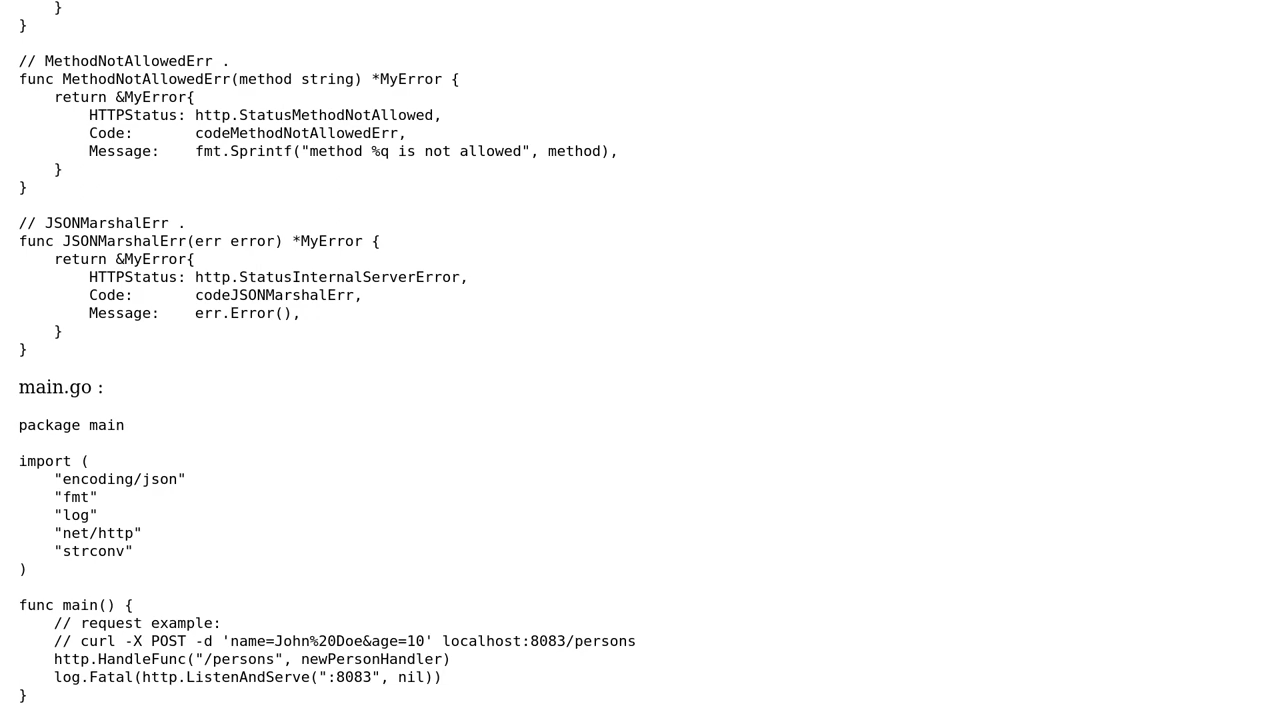 }
}

// MethodNotAllowedErr .
func MethodNotAllowedErr(method string) *MyError {
    return &MyError{
        HTTPStatus: http.StatusMethodNotAllowed,
        Code:       codeMethodNotAllowedErr,
        Message:    fmt.Sprintf("method %q is not allowed", method),
    }
}

// JSONMarshalErr .
func JSONMarshalErr(err error) *MyError {
    return &MyError{
        HTTPStatus: http.StatusInternalServerError,
        Code:       codeJSONMarshalErr,
        Message:    err.Error(),
    }
}

main.go :

package main

import (
    "encoding/json"
    "fmt"
    "log"
    "net/http"
    "strconv"
)

func main() {
    // request example:
    // curl -X POST -d 'name=John%20Doe&age=10' localhost:8083/persons
    http.HandleFunc("/persons", newPersonHandler)
    log.Fatal(http.ListenAndServe(":8083", nil))
}